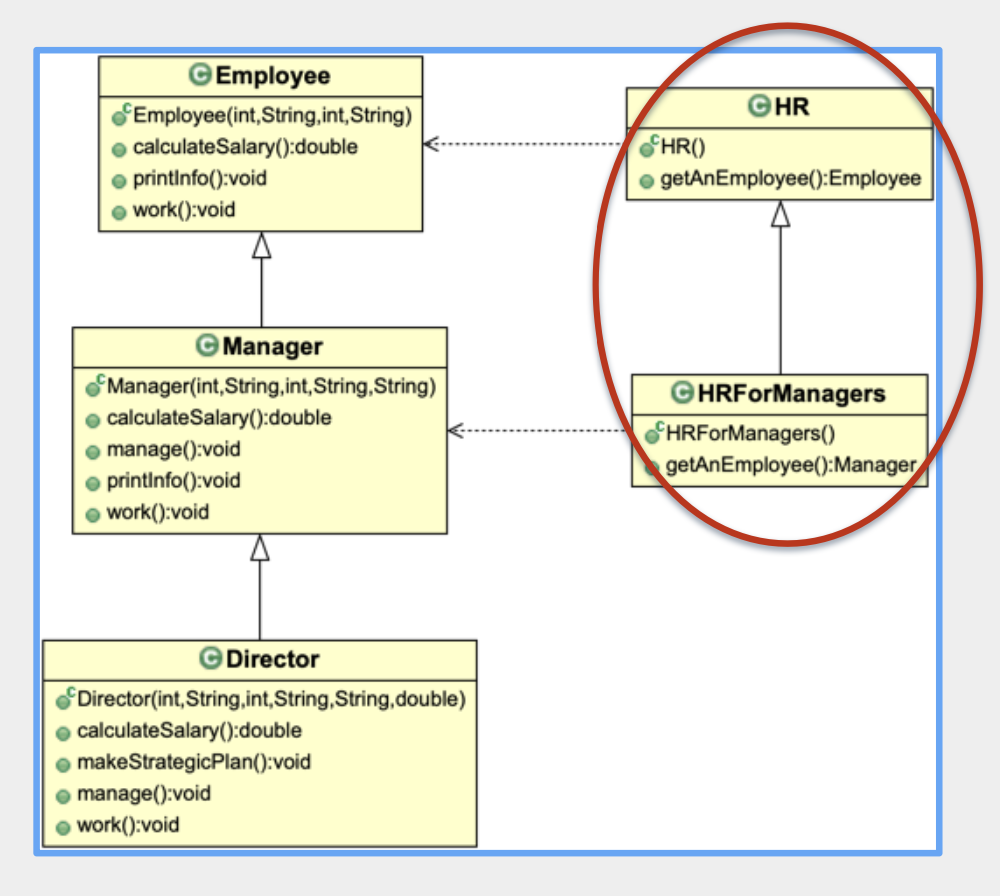 Employee
Employee(int,String,int,String)
calculateSalary():double
printInfo():void
work():void
HR
HR()
getAnEmployee():Employee
Manager
Manager(int,String,int,String,String)
calculateSalary():double
manage():void
printInfo():void
work():void
HRForManagers
HRForManagers()
getAnEmployee():Manager
Director
Director(int,String,int,String,String,double)
calculateSalary():double
makeStrategicPlan():void
manage():void
work():void